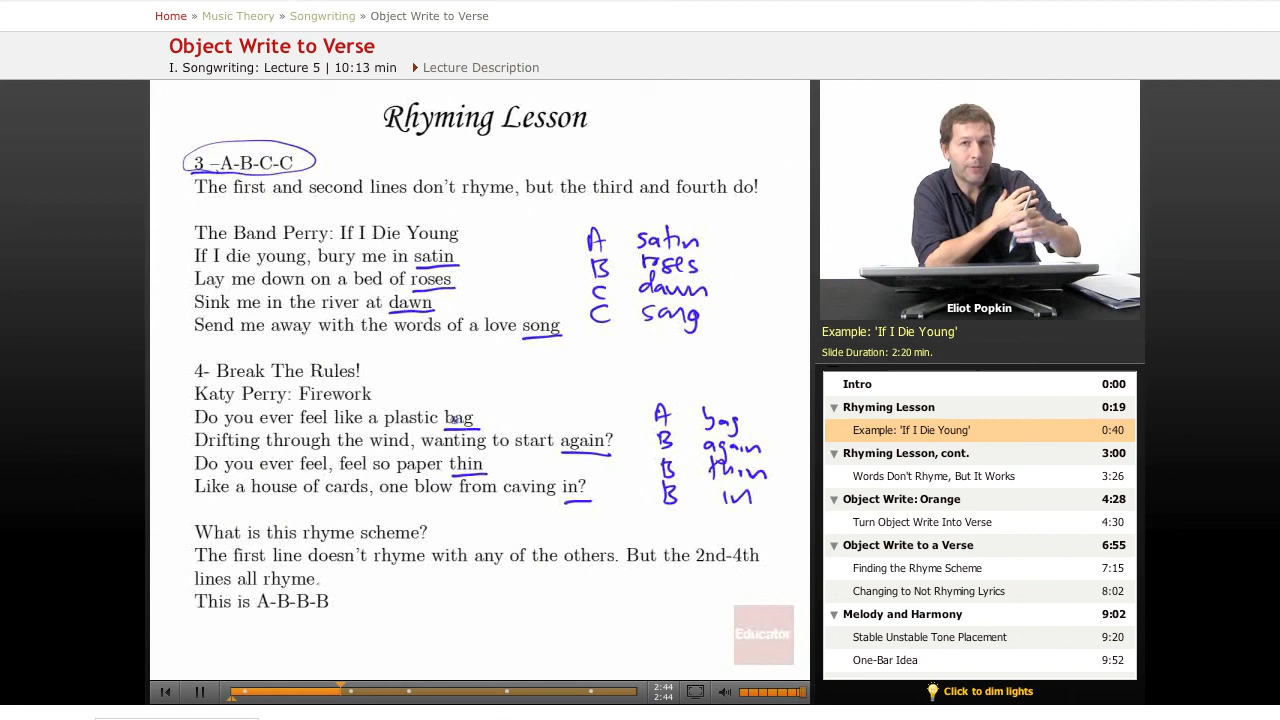 Home » Music Theory » Songwriting » Object Write to Verse
Object Write to Verse
I. Songwriting: Lecture 5 | 10:13 min Lecture Description
Rhyming Lesson
3 –A-B-C-C
The first and second lines don't rhyme, but the third and fourth do!
The Band Perry: If I Die Young
If I die young, bury me in satin
Lay me down on a bed of roses
Sink me in the river at dawn
Send me away with the words of a love song
A satin
B roses
C dawn
C song
4- Break The Rules!
Katy Perry: Firework
Do you ever feel like a plastic bag
Drifting through the wind, wanting to start again?
Do you ever feel, feel so paper thin
Like a house of cards, one blow from caving in?
A bag
B again
B thin
B in
What is this rhyme scheme?
The first line doesn't rhyme with any of the others. But the 2nd-4th
lines all rhyme.
This is A-B-B-B
Educator
2:44
2:44
Eliot Popkin
Example: 'If I Die Young'
Slide Duration: 2:20 min.
Intro 0:00
Rhyming Lesson 0:19
Example: 'If I Die Young' 0:40
Rhyming Lesson, cont. 3:00
Words Don't Rhyme, But It Works 3:26
Object Write: Orange 4:28
Turn Object Write Into Verse 4:30
Object Write to a Verse 6:55
Finding the Rhyme Scheme 7:15
Changing to Not Rhyming Lyrics 8:02
Melody and Harmony 9:02
Stable Unstable Tone Placement 9:20
One-Bar Idea 9:52
Click to dim lights